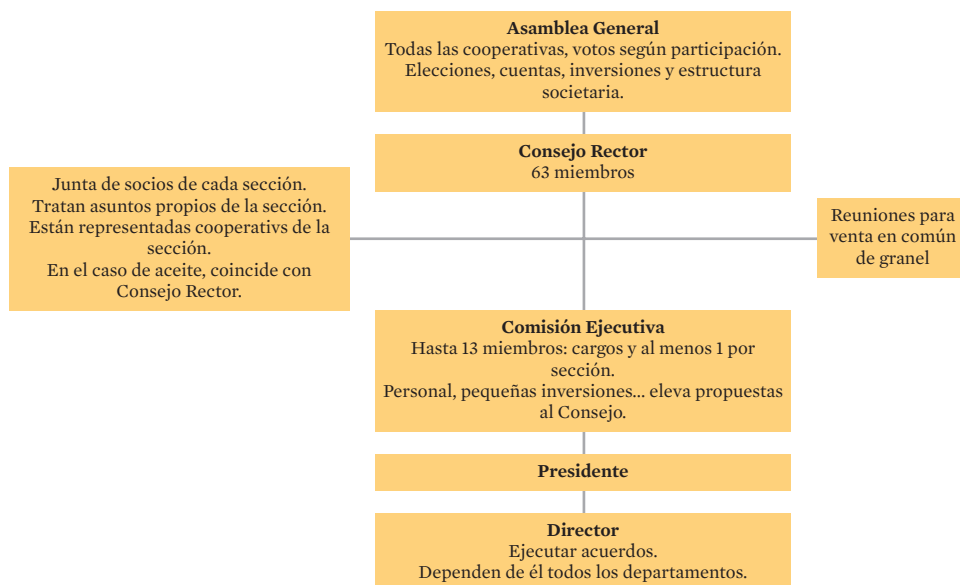 Asamblea General
Todas las cooperativas, votos según participación.
Elecciones, cuentas, inversiones y estructura
societaria.
Consejo Rector
63 miembros
Junta de socios de cada sección.
Tratan asuntos propios de la sección.
Están representadas cooperativs de la
sección.
En el caso de aceite, coincide con
Consejo Rector.
Reuniones para
venta en común
de granel
Comisión Ejecutiva
Hasta 13 miembros: cargos y al menos 1 por
sección.
Personal, pequeñas inversiones... eleva propuestas
al Consejo.
Presidente
Director
Ejecutar acuerdos.
Dependen de él todos los departamentos.